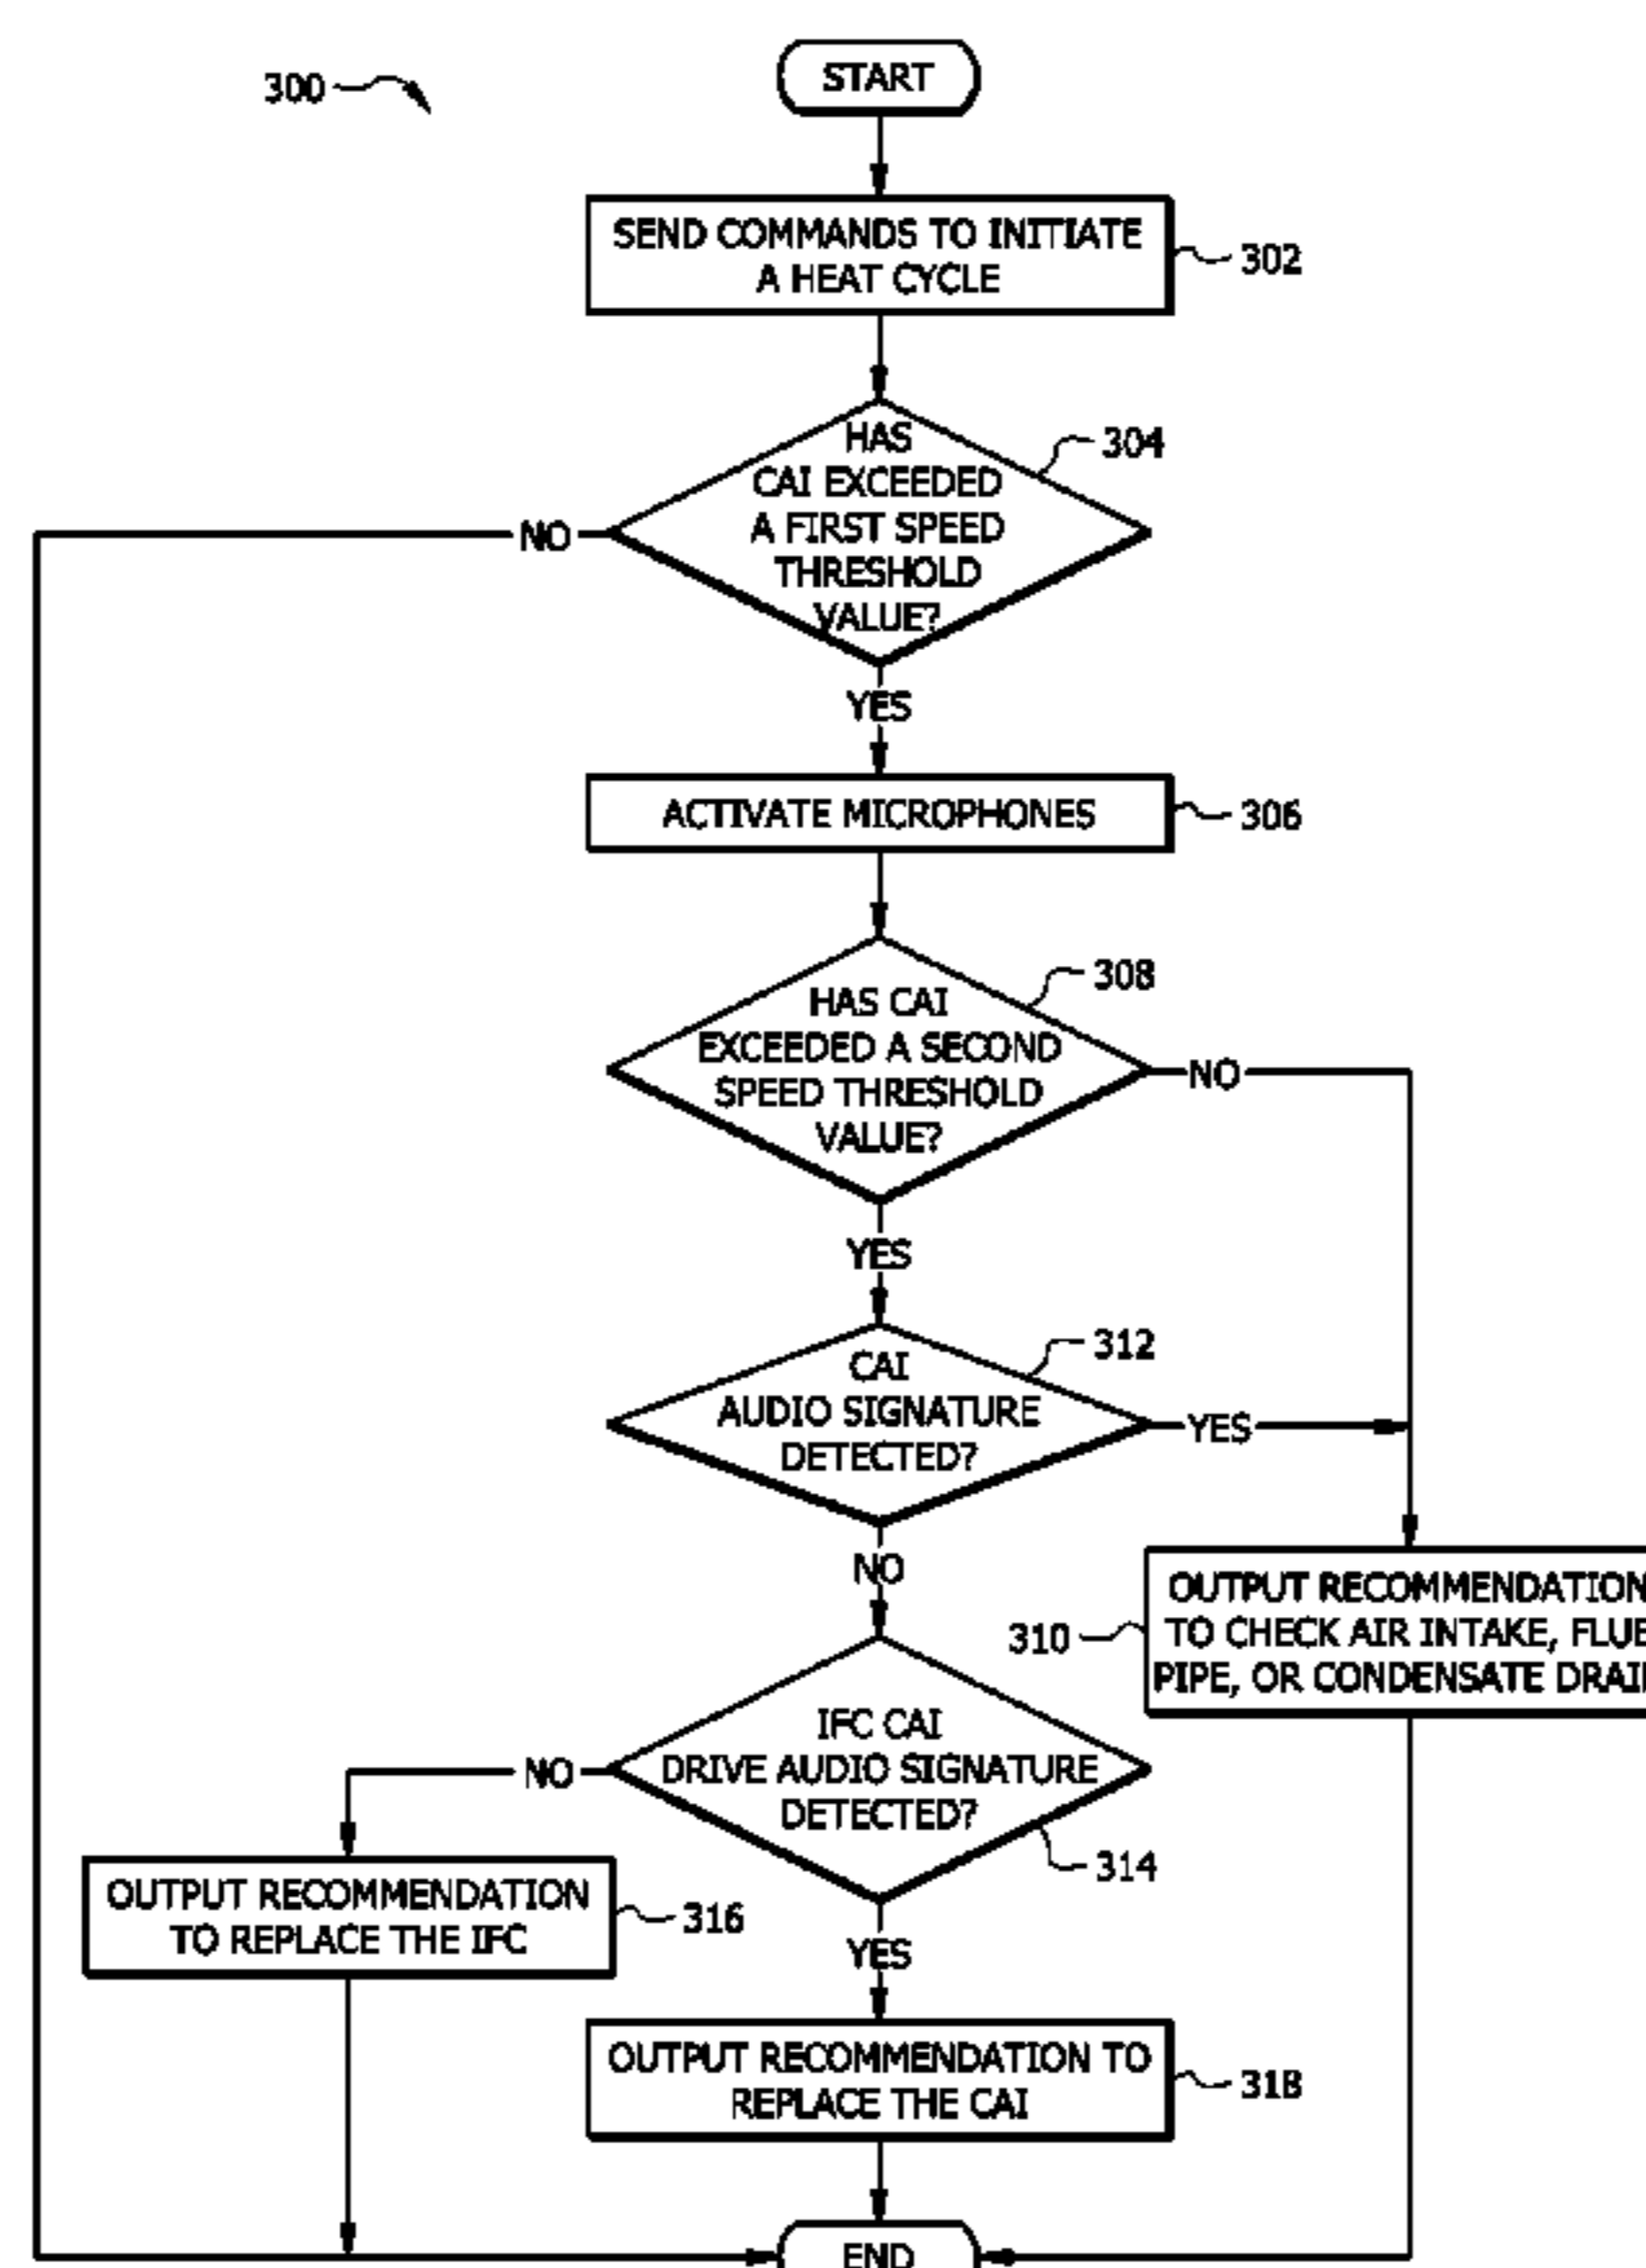 START
300
SEND COMMANDS TO INITIATE
A HEAT CYCLE
302
HAS
CAI EXCEEDED
A FIRST SPEED
THRESHOLD
VALUE?
304
NO
YES
ACTIVATE MICROPHONES
306
HAS CAI
EXCEEDED A SECOND
SPEED THRESHOLD
VALUE?
308
NO
YES
CAI
AUDIO SIGNATURE
DETECTED?
312
YES
NO
OUTPUT RECOMMENDATION
TO CHECK AIR INTAKE, FLUE
PIPE, OR CONDENSATE DRAIN
310
IFC CAI
DRIVE AUDIO SIGNATURE
DETECTED?
314
NO
YES
OUTPUT RECOMMENDATION
TO REPLACE THE IFC
316
OUTPUT RECOMMENDATION TO
REPLACE THE CAI
318
END